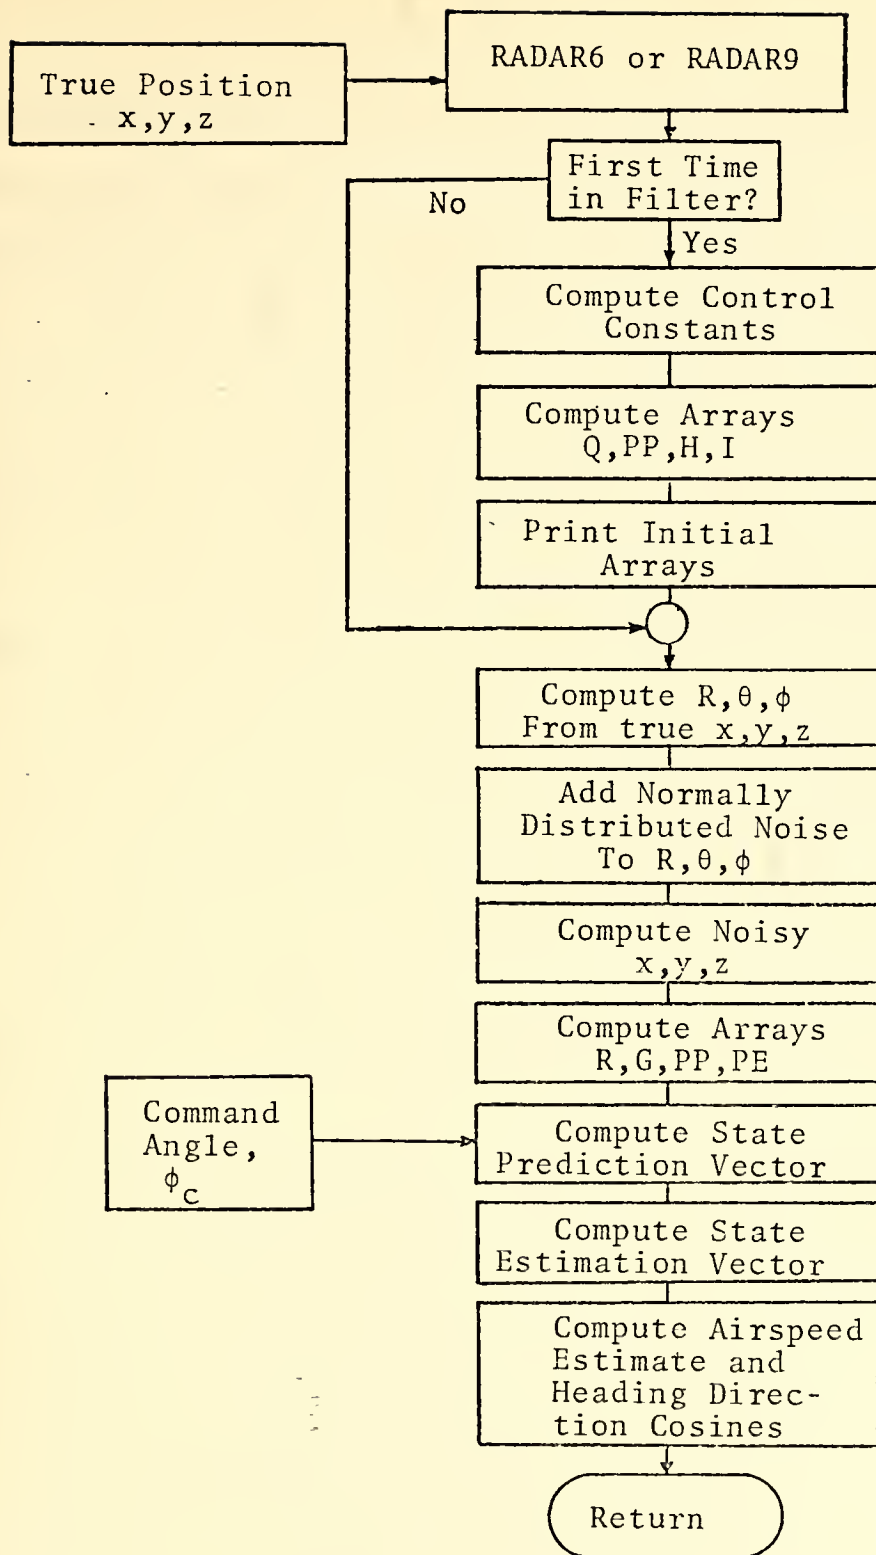 True Position
x,y,z
RADAR6 or RADAR9
First Time
in Filter?
No
Yes
Compute Control
Constants
Compute Arrays
Q,PP,H,I
Print Initial
Arrays
Compute R,θ,ϕ
From true x,y,z
Add Normally
Distributed Noise
To R,θ,ϕ
Compute Noisy
x,y,z
Compute Arrays
R,G,PP,PE
Command
Angle,
ϕc
Compute State
Prediction Vector
Compute State
Estimation Vector
Compute Airspeed
Estimate and
Heading Direc-
tion Cosines
Return